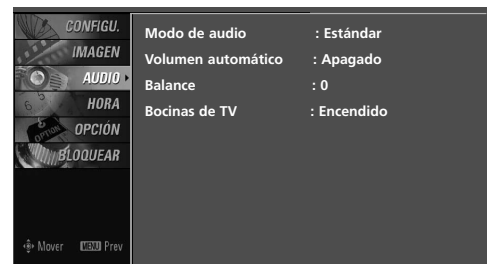 CONFIGU.
IMAGEN
AUDIO
HORA
OPCIÓN
BLOQUEAR
Mover MENU Prev
Modo de audio : Estándar
Volumen automático : Apagado
Balance : 0
Bocinas de TV : Encendido